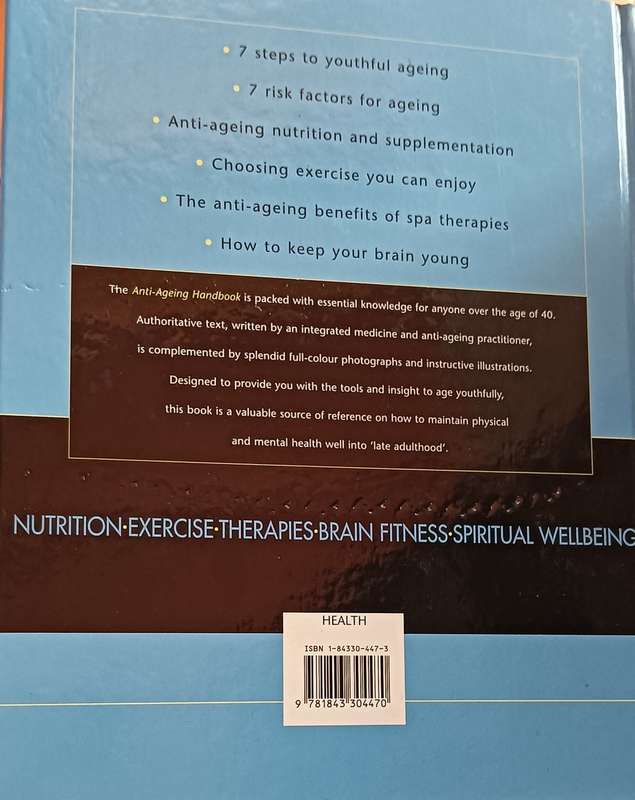 • 7 steps to youthful ageing
• 7 risk factors for ageing
• Anti-ageing nutrition and supplementation
• Choosing exercise you can enjoy
• The anti-ageing benefits of spa therapies
• How to keep your brain young
The Anti-Ageing Handbook is packed with essential knowledge for anyone over the age of 40.
Authoritative text, written by an integrated medicine and anti-ageing practitioner,
is complemented by splendid full-colour photographs and instructive illustrations.
Designed to provide you with the tools and insight to age youthfully,
this book is a valuable source of reference on how to maintain physical
and mental health well into ‘late adulthood’.
NUTRITION•EXERCISE•THERAPIES•BRAIN FITNESS•SPIRITUAL WELLBEING
HEALTH
ISBN 1-84330-447-3
9 781843 304470